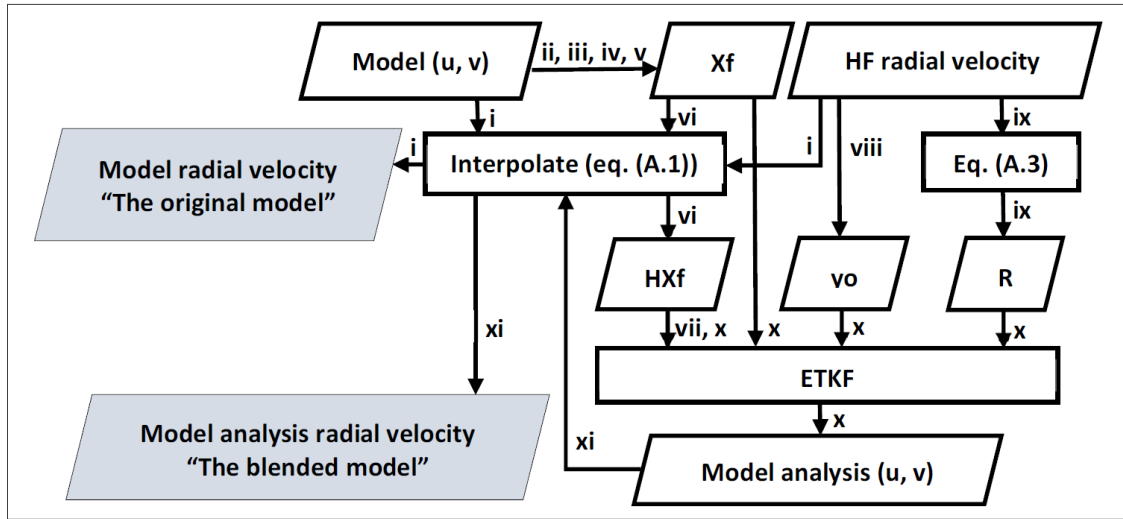 Model (u, v)
ii, iii, iv, v
Xf
HF radial velocity
i
vi
i
viii
ix
i
Model radial velocity
“The original model”
Interpolate (eq. (A.1))
Eq. (A.3)
vi
ix
HXf
yo
R
xi
vii, x
x
x
x
ETKF
x
Model analysis radial velocity
“The blended model”
xi
Model analysis (u, v)